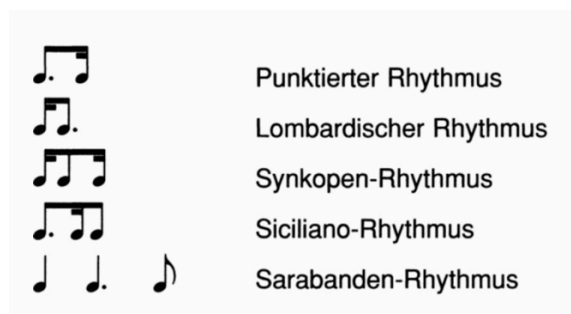 Punktierter Rhythmus
Lombardischer Rhythmus
Synkopen-Rhythmus
Siciliano-Rhythmus
Sarabanden-Rhythmus